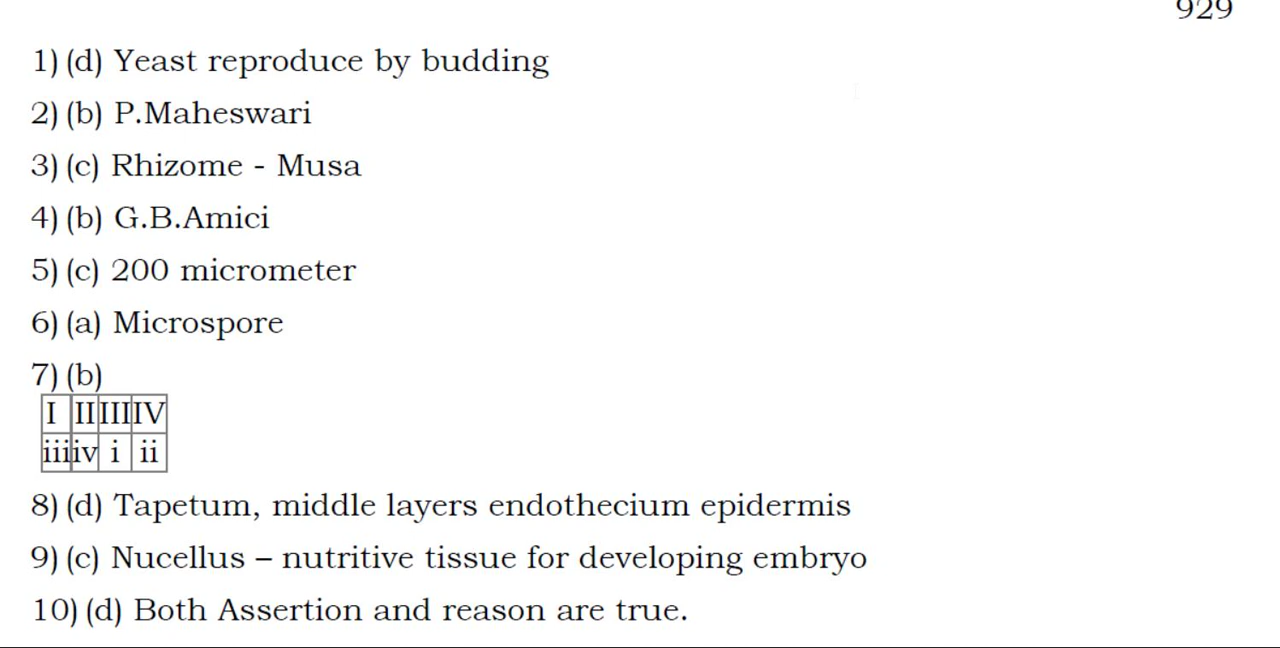 929
1) (d) Yeast reproduce by budding
2) (b) P.Maheswari
3) (c) Rhizome - Musa
4) (b) G.B.Amici
5) (c) 200 micrometer
6) (a) Microspore
7) (b)
I II III IV
iii iv i ii
8) (d) Tapetum, middle layers endothecium epidermis
9) (c) Nucellus – nutritive tissue for developing embryo
10) (d) Both Assertion and reason are true.